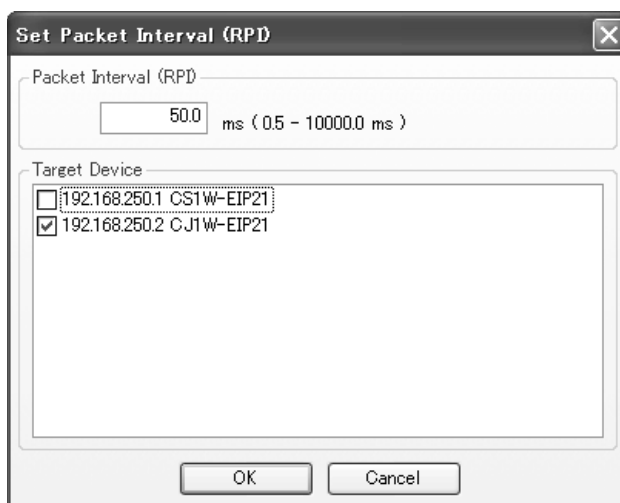 Set Packet Interval (RPI)
Packet Interval (RPI)
50.0 ms ( 0.5 - 10000.0 ms )
Target Device
192.168.250.1 CS1W-EIP21
192.168.250.2 CJ1W-EIP21
OK Cancel